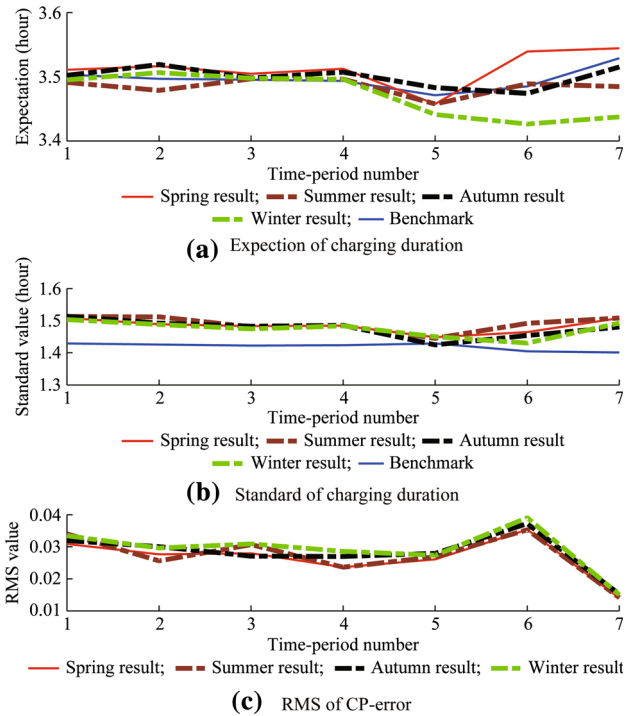 Expectation (hour)
3.6
3.5
3.4
1 2 3 4 5 6 7
Time-period number
Spring result; Summer result; Autumn result
Winter result; Benchmark
(a) Expection of charging duration
Standard value (hour)
1.6
1.5
1.4
1.3
1 2 3 4 5 6 7
Time-period number
Spring result; Summer result; Autumn result
Winter result; Benchmark
(b) Standard of charging duration
RMS value
0.04
0.03
0.02
0.01
1 2 3 4 5 6 7
Time-period number
Spring result; Summer result; Autumn result; Winter result
(c) RMS of CP-error